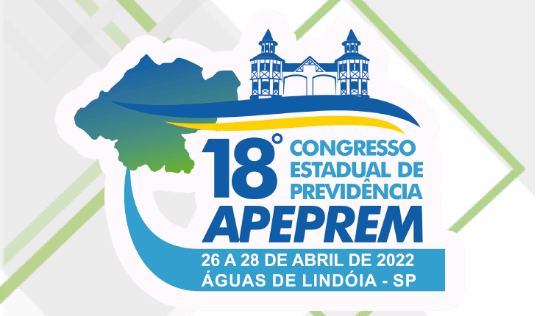 18° CONGRESSO
ESTADUAL DE
PREVIDÊNCIA
APEPREM
26 A 28 DE ABRIL DE 2022
ÁGUAS DE LINDÓIA - SP